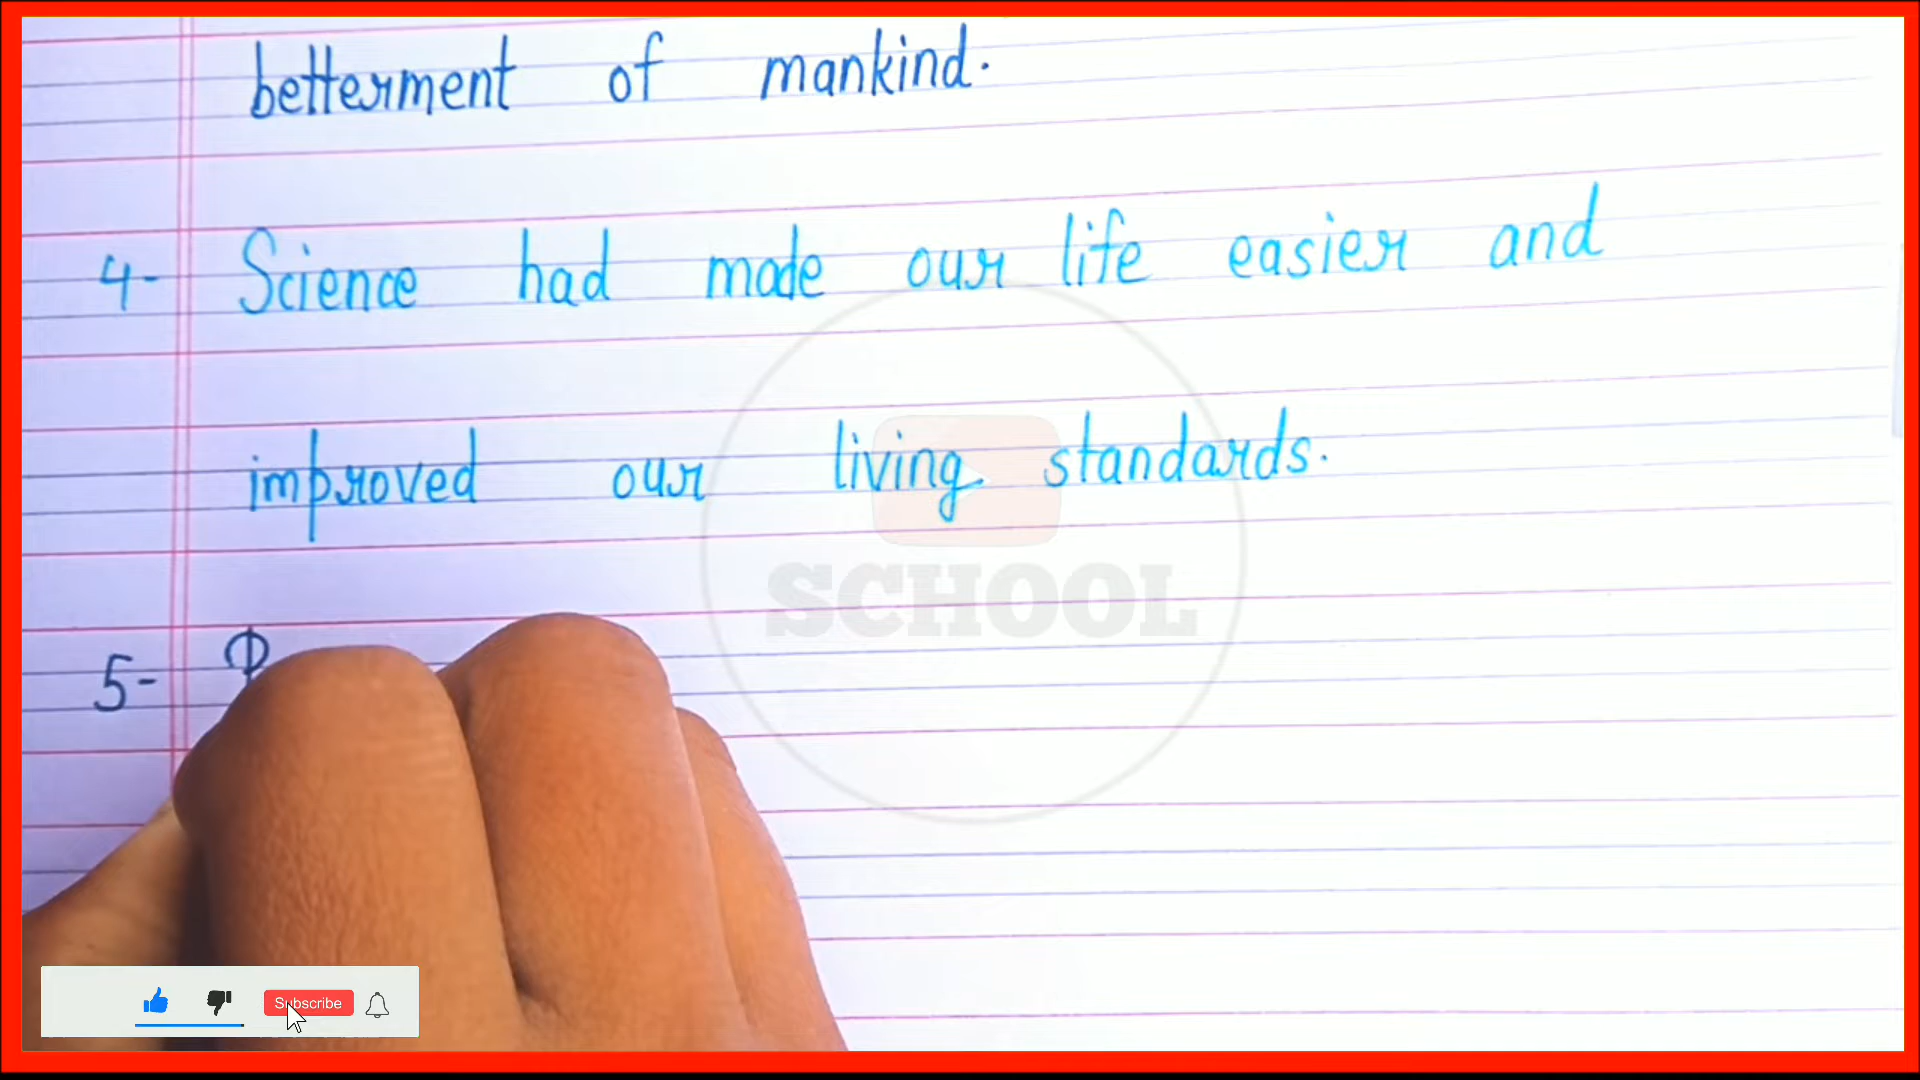 betterment of mankind.
4- Science had made our life easier and
improved our living standards.
SCHOOL
5-
Subscribe